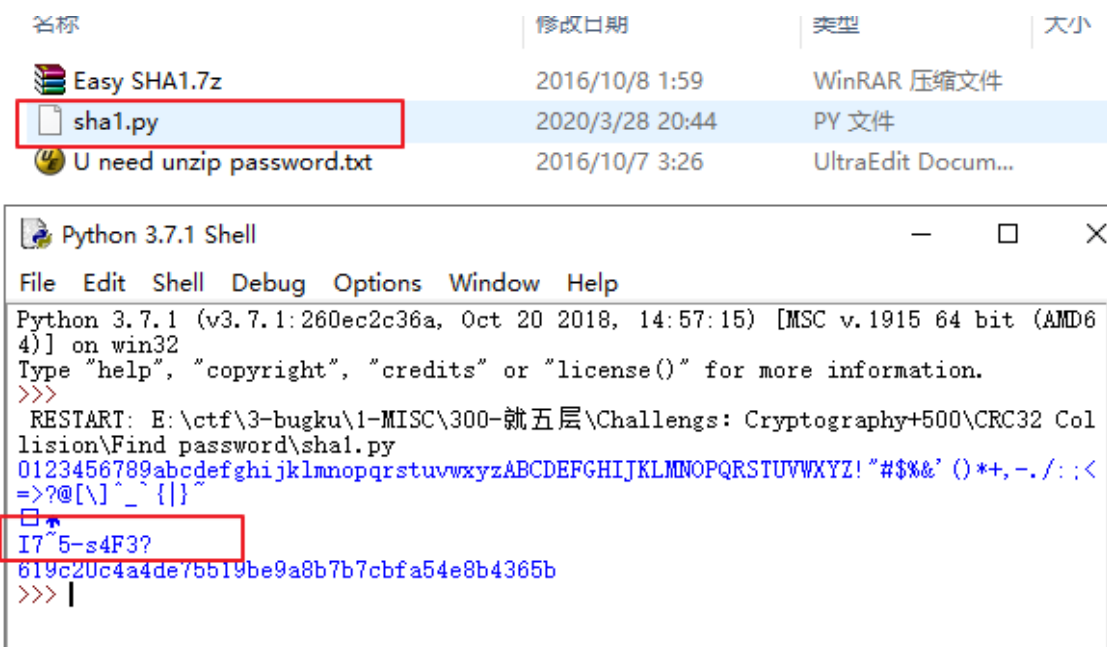 名称 修改日期 类型 大小
Easy SHA1.7z 2016/10/8 1:59 WinRAR 压缩文件
sha1.py 2020/3/28 20:44 PY 文件
U need unzip password.txt 2016/10/7 3:26 UltraEdit Docum...
Python 3.7.1 Shell
File Edit Shell Debug Options Window Help
Python 3.7.1 (v3.7.1:260ec2c36a, Oct 20 2018, 14:57:15) [MSC v.1915 64 bit (AMD6
4)] on win32
Type "help", "copyright", "credits" or "license()" for more information.
>>>
RESTART: E:\ctf\3-bugku\1-MISC\300-就五层\Challengs: Cryptography+500\CRC32 Col
lision\Find password\sha1.py
0123456789abcdefghijklmnopqrstuvwxyzABCDEFGHIJKLMNOPQRSTUVWXYZ!"#$%&'()*+,-./:;<
=>?@[\]^_`{|}~
I7~5-s4F3?
619c20c4a4de75519be9a8b7b7cbfa54e8b4365b
>>>